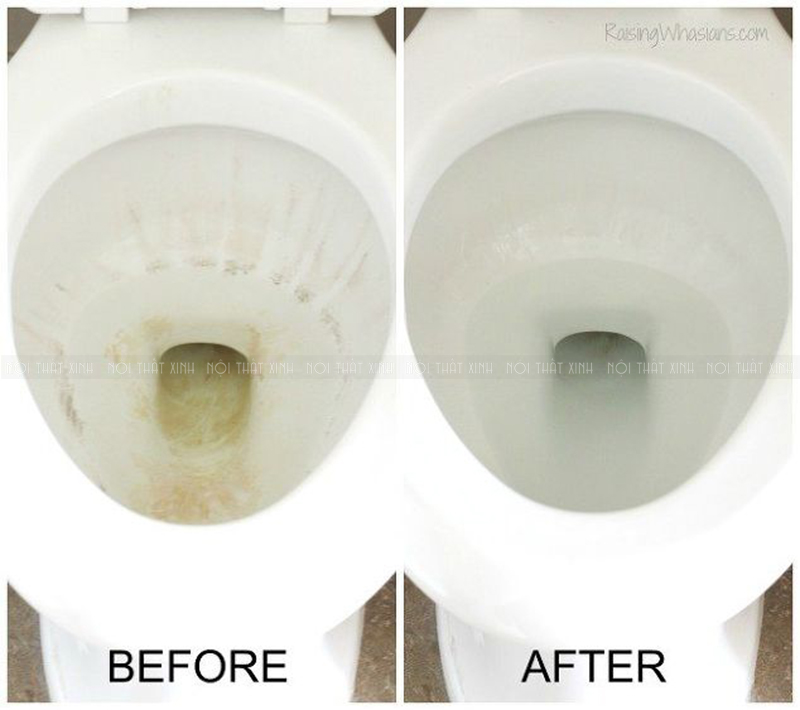 RaisingWhasians.com
NỘI THẤT XINH NỘI THẤT XINH NỘI THẤT XINH NỘI THẤT XINH NỘI THẤT XINH NỘI THẤT XINH NỘI THẤT XINH NỘI THẤT XINH
BEFORE
AFTER